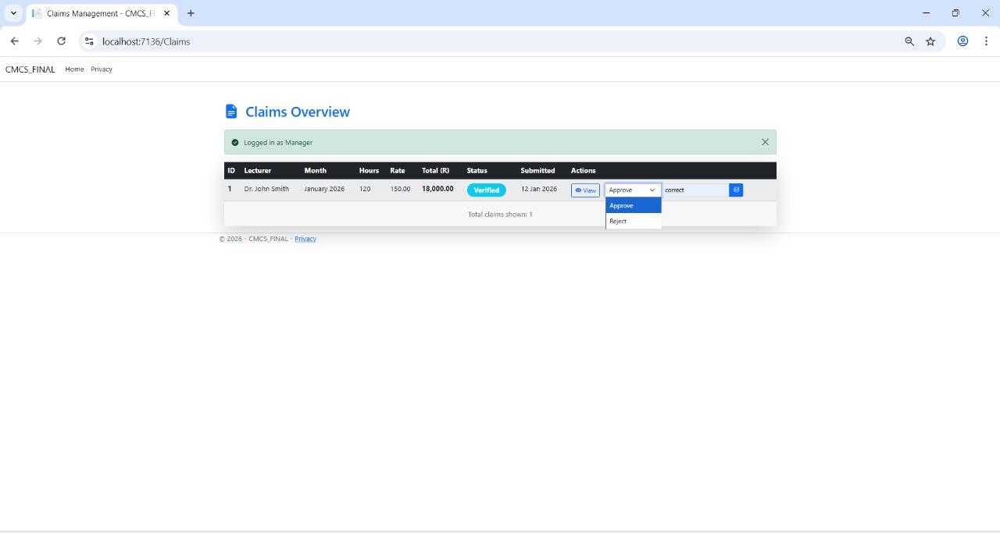 Claims Management - CMCS_FI
localhost:7136/Claims
CMCS_FINAL Home Privacy
Claims Overview
Logged in as Manager
ID Lecturer Month Hours Rate Total (R) Status Submitted Actions
1 Dr. John Smith January 2026 120 150.00 18,000.00 Verified 12 Jan 2026 View Approve correct
Approve
Reject
Total claims shown: 1
© 2026 - CMCS_FINAL - Privacy